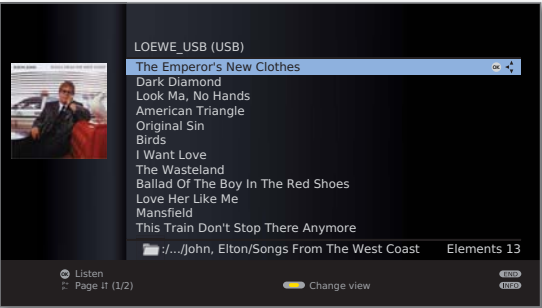 LOEWE_USB (USB)
The Emperor's New Clothes OK
Dark Diamond
Look Ma, No Hands
American Triangle
Original Sin
Birds
I Want Love
The Wasteland
Ballad Of The Boy In The Red Shoes
Love Her Like Me
Mansfield
This Train Don't Stop There Anymore
:/.../John, Elton/Songs From The West Coast Elements 13
OK Listen END
Page ↓↑ (1/2) Change view INFO